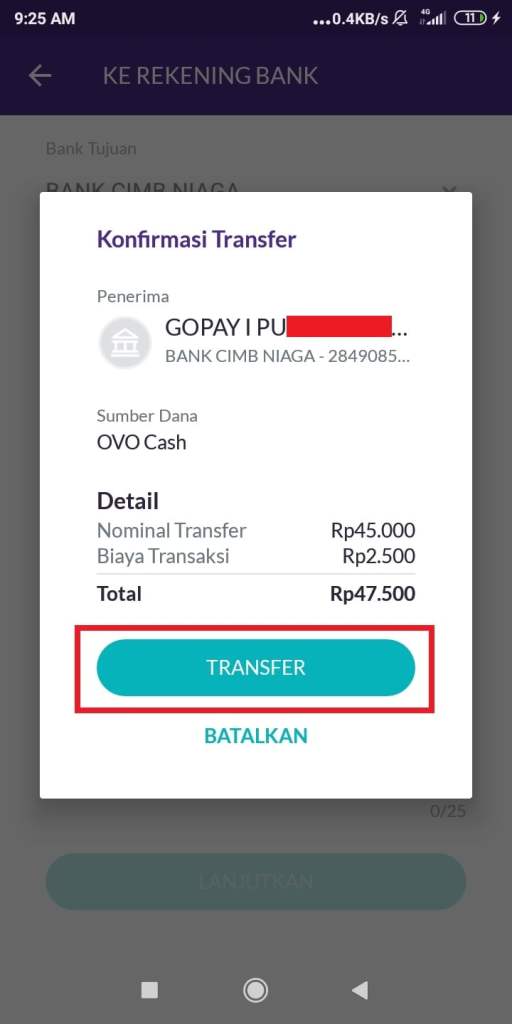 9:25 AM
...0.4KB/s 4G 11
KE REKENING BANK
Bank Tujuan
BANK CIMB NIAGA
Konfirmasi Transfer
Penerima
GOPAY I PU...
BANK CIMB NIAGA - 2849085...
Sumber Dana
OVO Cash
Detail
Nominal Transfer Rp45.000
Biaya Transaksi Rp2.500
Total Rp47.500
TRANSFER
BATALKAN
0/25
LANJUTKAN